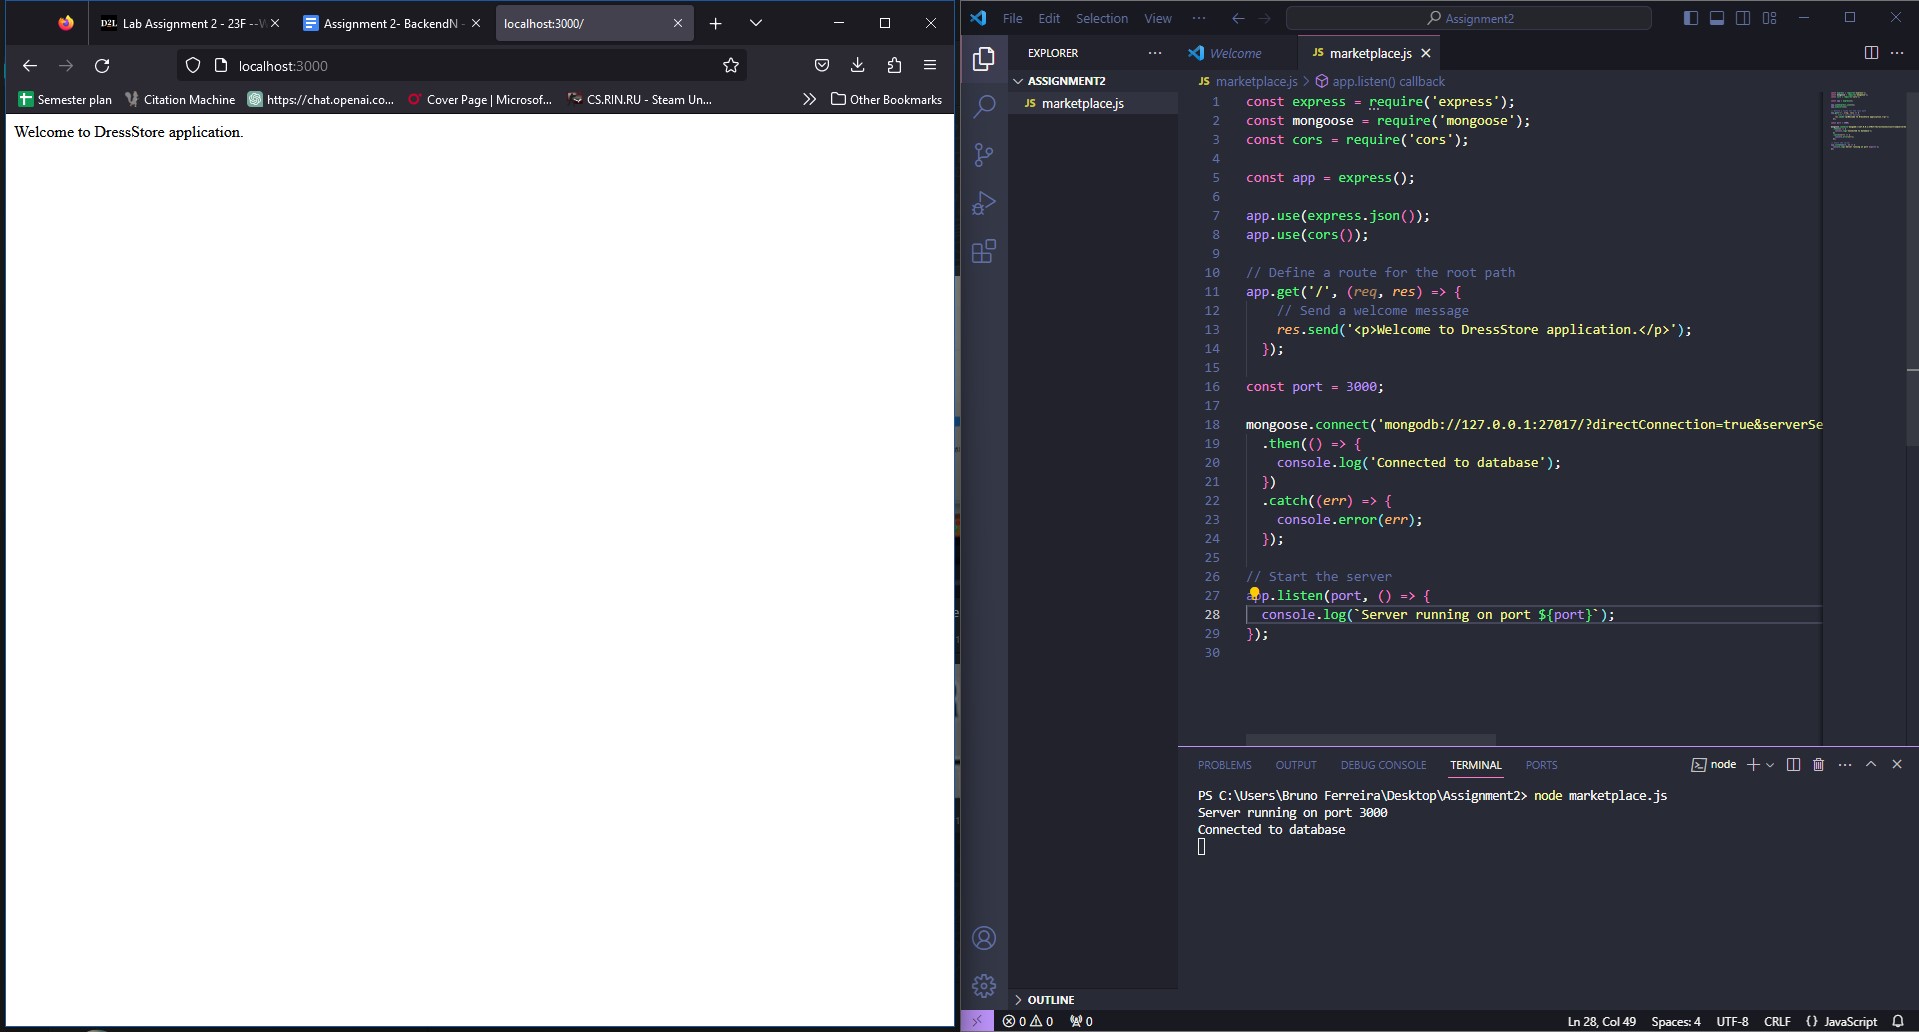 D2L Lab Assignment 2 - 23F --W
Assignment 2- BackendN -
localhost:3000/
localhost:3000
Semester plan
Citation Machine
https://chat.openai.co...
Cover Page | Microsof...
CS.RIN.RU - Steam Un...
Other Bookmarks
Welcome to DressStore application.
File Edit Selection View ···
Assignment2
EXPLORER
Welcome
JS marketplace.js
ASSIGNMENT2
JS marketplace.js
JS marketplace.js > app.listen() callback
1 const express = require('express');
2 const mongoose = require('mongoose');
3 const cors = require('cors');
4
5 const app = express();
6
7 app.use(express.json());
8 app.use(cors());
9
10 // Define a route for the root path
11 app.get('/', (req, res) => {
12 // Send a welcome message
13 res.send('<p>Welcome to DressStore application.</p>');
14 });
15
16 const port = 3000;
17
18 mongoose.connect('mongodb://127.0.0.1:27017/?directConnection=true&serverSe
19 .then(() => {
20 console.log('Connected to database');
21 })
22 .catch((err) => {
23 console.error(err);
24 });
25
26 // Start the server
27 app.listen(port, () => {
28 console.log(`Server running on port ${port}`);
29 });
30
PROBLEMS OUTPUT DEBUG CONSOLE TERMINAL PORTS
node
PS C:\Users\Bruno Ferreira\Desktop\Assignment2> node marketplace.js
Server running on port 3000
Connected to database
OUTLINE
0 0 0
Ln 28, Col 49 Spaces: 4 UTF-8 CRLF {} JavaScript